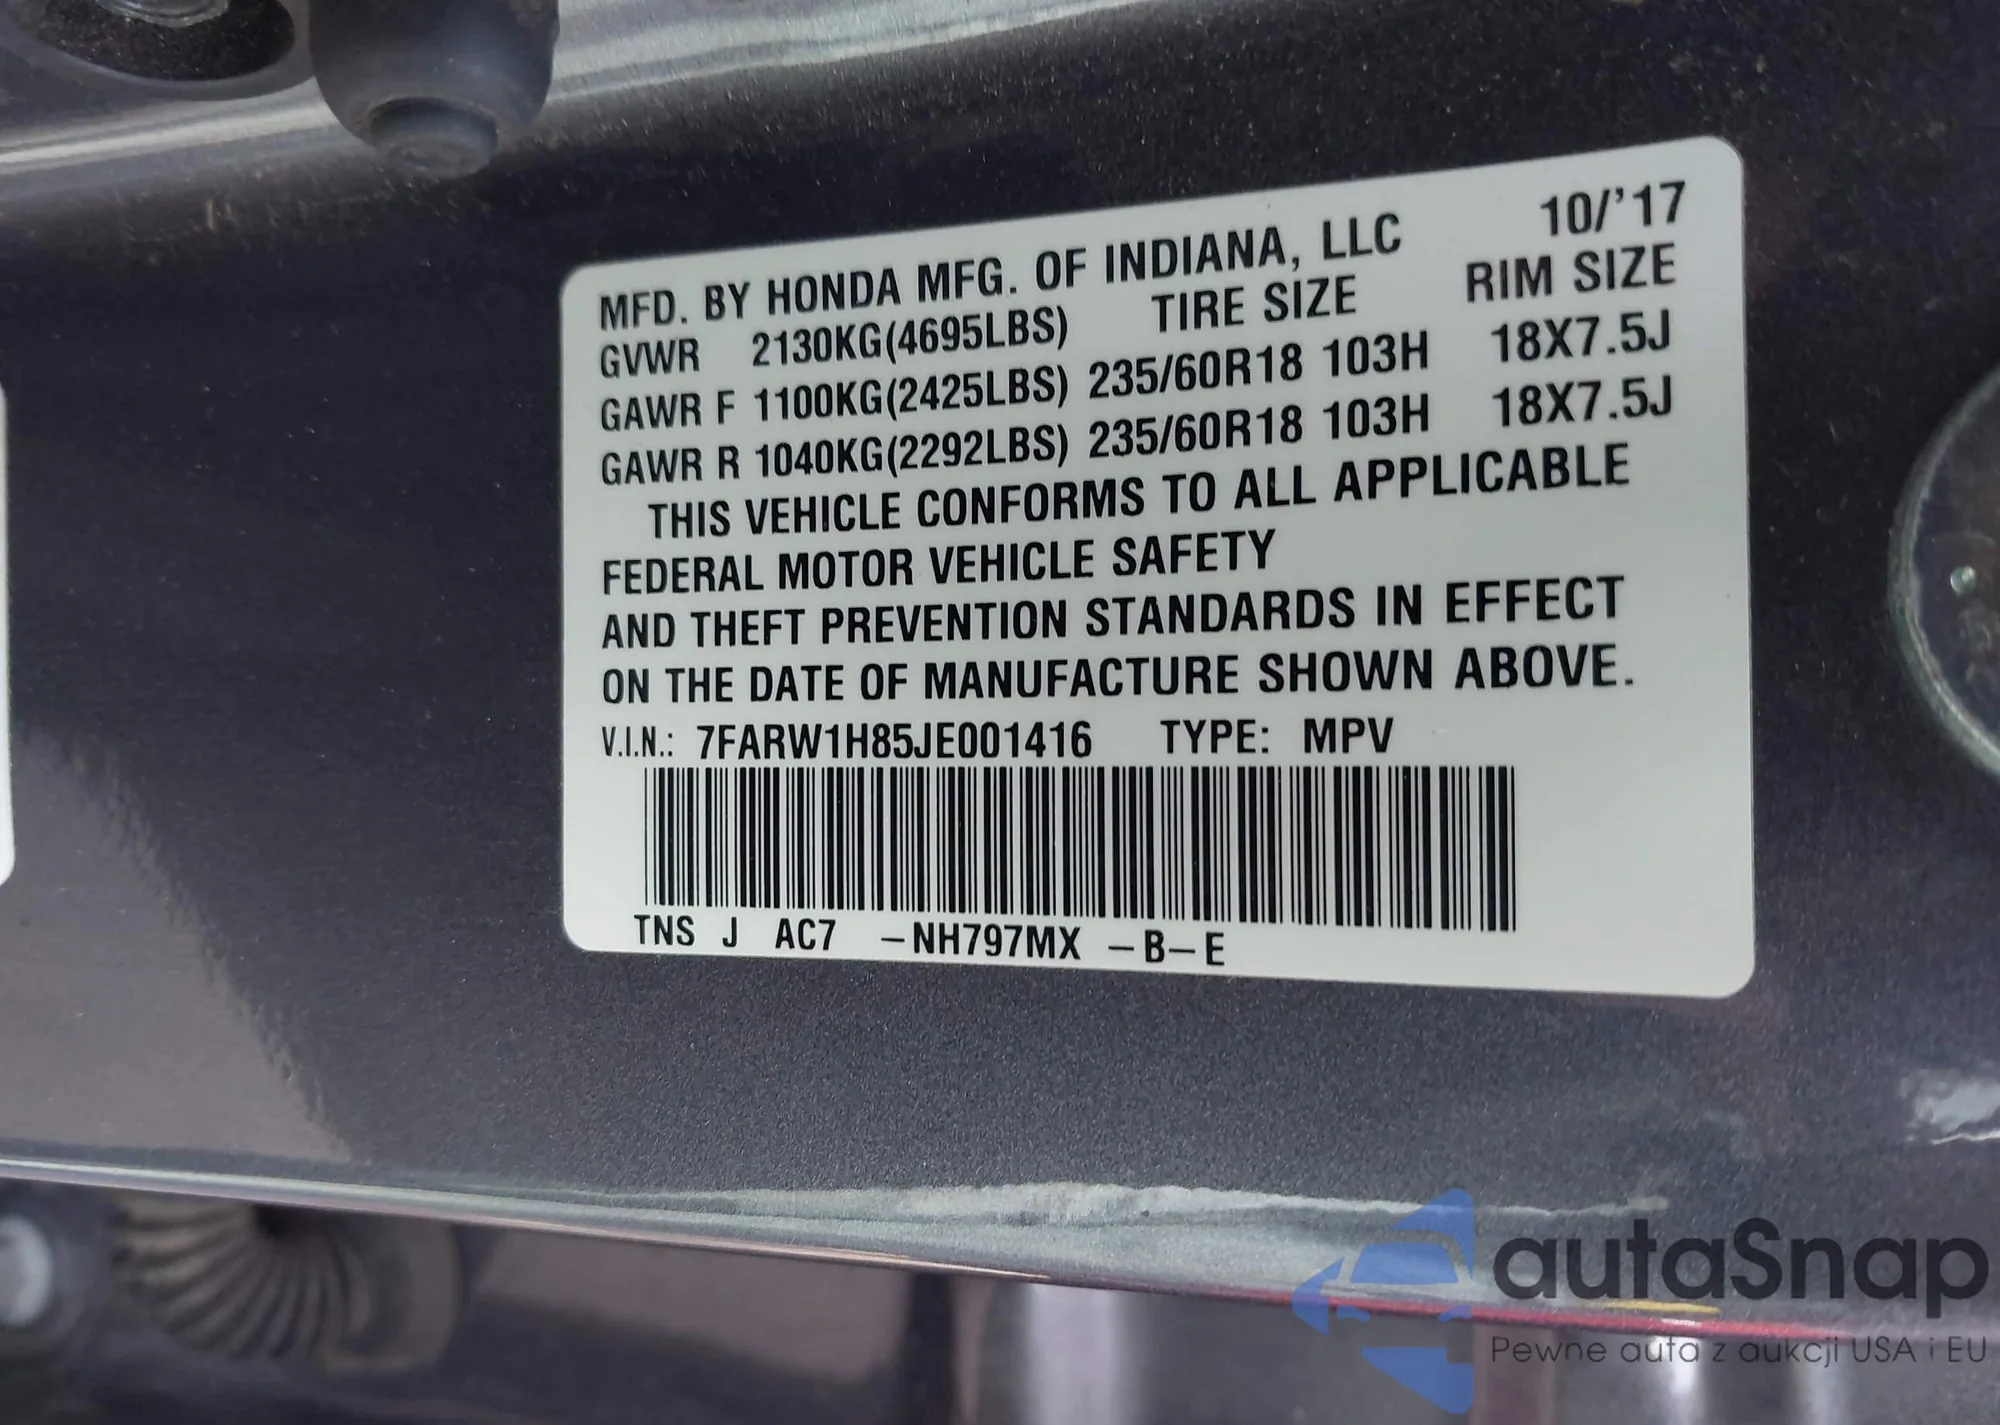 MFD. BY HONDA MFG. OF INDIANA, LLC 10/'17
GVWR 2130KG(4695LBS) TIRE SIZE RIM SIZE
GAWR F 1100KG(2425LBS) 235/60R18 103H 18X7.5J
GAWR R 1040KG(2292LBS) 235/60R18 103H 18X7.5J
THIS VEHICLE CONFORMS TO ALL APPLICABLE
FEDERAL MOTOR VEHICLE SAFETY
AND THEFT PREVENTION STANDARDS IN EFFECT
ON THE DATE OF MANUFACTURE SHOWN ABOVE.
V.I.N.: 7FARW1H85JE001416 TYPE: MPV
TNS J AC7 –NH797MX –B–E
autaSnap
Pewne auta z aukcji USA i EU